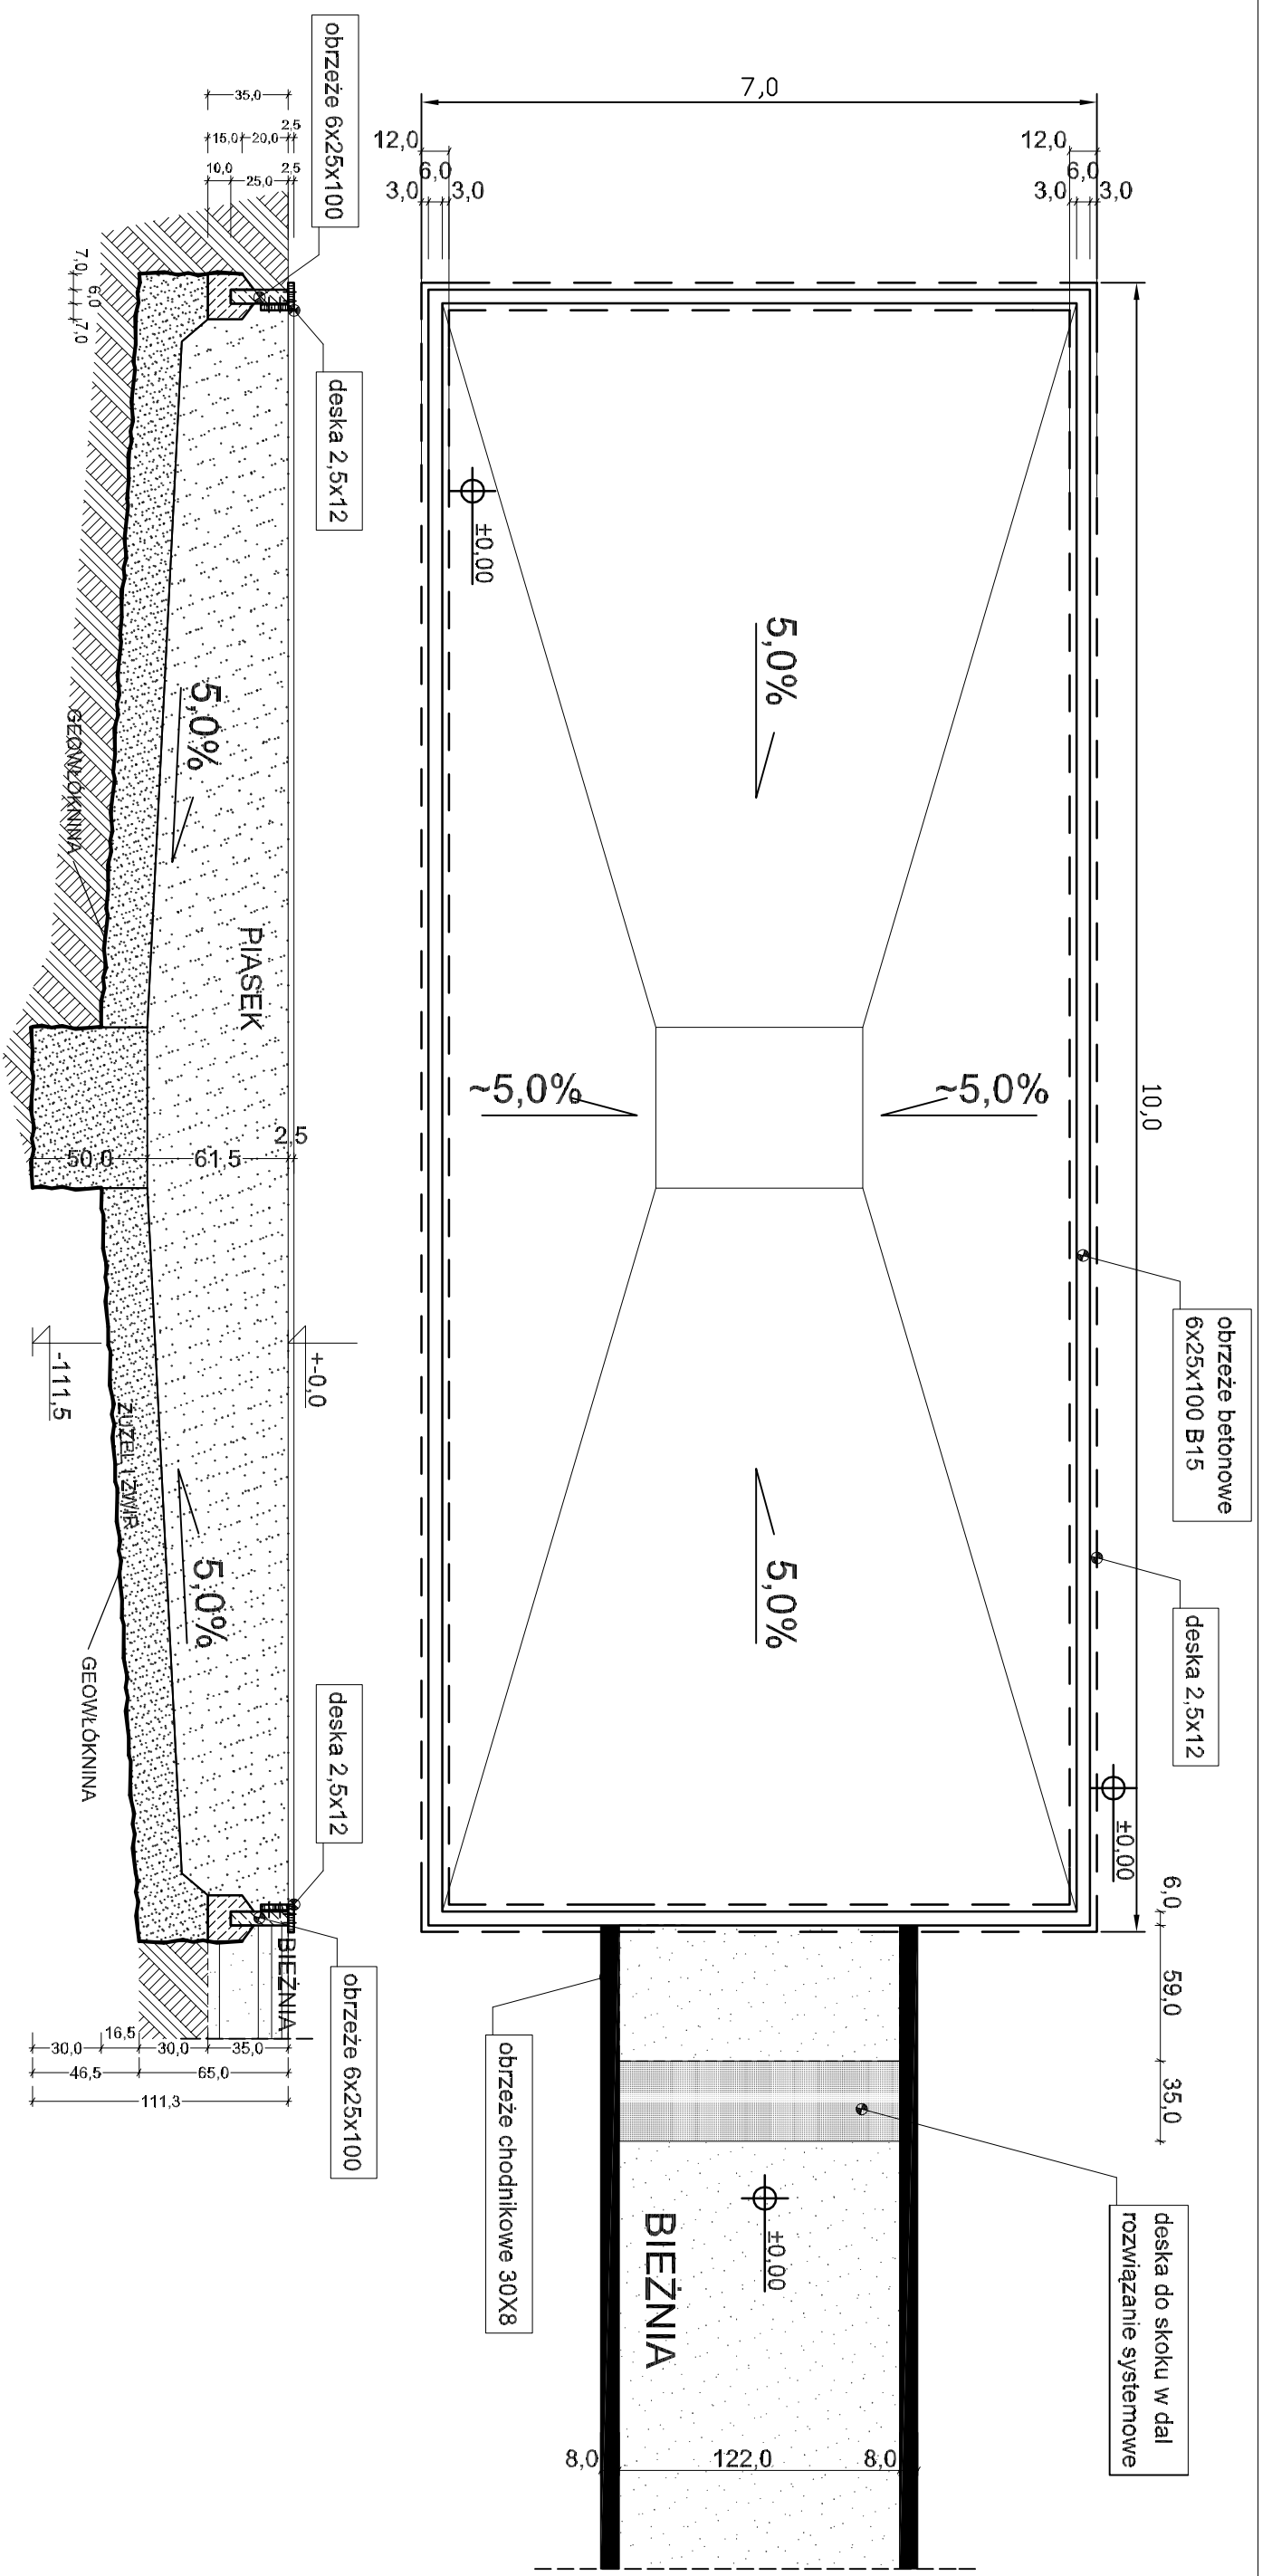 7,0
12,0
6,0
3,0
3,0
12,0
6,0
3,0
3,0
10,0
5,0%
5,0%
~5,0%
~5,0%
±0,00
±0,00
obrzeże betonowe
6x25x100 B15
deska 2,5x12
6,0
59,0
35,0
deska do skoku w dal
rozwiązanie systemowe
±0,00
BIEŻNIA
obrzeże chodnikowe 30X8
8,0
122,0
8,0
obrzeże 6x25x100
deska 2,5x12
35,0
2,5
15,0
20,0
10,0
25,0
2,5
7,0
6,0
7,0
5,0%
GEOWŁÓKNINA
PIASEK
2,5
61,5
50,0
+-0,0
-111,5
ŻUŻEL I ŻWIR
5,0%
GEOWŁÓKNINA
deska 2,5x12
BIEŻNIA
obrzeże 6x25x100
30,0
16,5
30,0
35,0
46,5
65,0
111,3